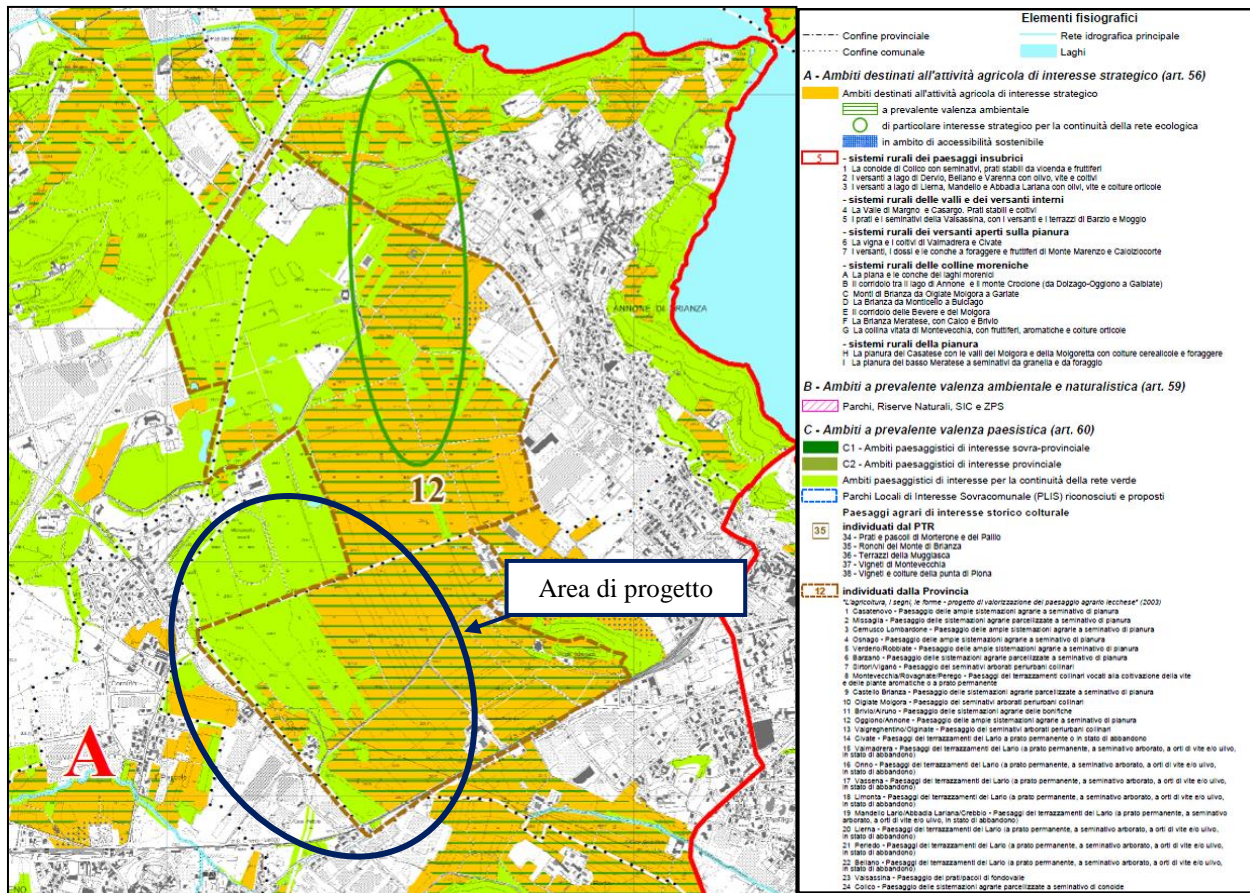 ANNONE DI BRIANZA
12
Area di progetto
A
Elementi fisiografici
Confine provinciale
Rete idrografica principale
Confine comunale
Laghi
A - Ambiti destinati all'attività agricola di interesse strategico (art. 56)
Ambiti destinati all'attività agricola di interesse strategico
a prevalente valenza ambientale
di particolare interesse strategico per la continuità della rete ecologica
in ambito di accessibilità sostenibile
5
- sistemi rurali dei paesaggi insubrici
1 La conoide di Colico con seminativi, prati stabili da vicenda e fruttiferi
2 I versanti a lago di Dervio, Bellano e Varenna con olivo, vite e coltivi
3 I versanti a lago di Lierna, Mandello e Abbadia Lariana con olivi, vite e colture orticole
- sistemi rurali delle valli e dei versanti interni
4 La Valle di Margno e Casargo. Prati stabili e coltivi
5 I prati e i seminativi della Valsassina, con i versanti e i terrazzi di Barzio e Moggio
- sistemi rurali dei versanti aperti sulla pianura
6 La vigna e i coltivi di Valmadrera e Civate
7 I versanti, i dossi e le conche a foraggere e fruttiferi di Monte Marenzo e Calolziocorte
- sistemi rurali delle colline moreniche
A La piana e le conche dei laghi morenici
B Il corridoio tra il lago di Annone e il monte Crocione (da Dolzago-Oggiono a Galbiate)
C Monti di Brianza da Olgiate Molgora a Garlate
D La Brianza da Monticello a Bulciago
E Il corridoio delle Bevere e del Molgora
F La Brianza Meratese, con Calco e Brivio
G La collina vitata di Montevecchia, con fruttiferi, aromatiche e colture orticole
- sistemi rurali della pianura
H La pianura del Casatese con le valli del Molgora e della Molgoretta con colture cerealicole e foraggere
I La pianura del basso Meratese a seminativi da granella e da foraggio
B - Ambiti a prevalente valenza ambientale e naturalistica (art. 59)
Parchi, Riserve Naturali, SIC e ZPS
C - Ambiti a prevalente valenza paesistica (art. 60)
C1 - Ambiti paesaggistici di interesse sovra-provinciale
C2 - Ambiti paesaggistici di interesse provinciale
Ambiti paesaggistici di interesse per la continuità della rete verde
Parchi Locali di Interesse Sovracomunale (PLIS) riconosciuti e proposti
Paesaggi agrari di interesse storico colturale
35
individuati dal PTR
34 - Prati e pascoli di Morterone e del Pallio
35 - Ronchi del Monte di Brianza
36 - Terrazzi della Muggiasca
37 - Vigneti di Montevecchia
38 - Vigneti e colture della punta di Piona
12
individuati dalla Provincia
"L'agricoltura, i segni, le forme - progetto di valorizzazione del paesaggio agrario lecchese" (2003)
1 Casatenovo - Paesaggio delle ampie sistemazioni agrarie a seminativo di pianura
2 Missaglia - Paesaggio delle sistemazioni agrarie parcellizzate a seminativo di pianura
3 Cernusco Lombardone - Paesaggio delle ampie sistemazioni agrarie a seminativo di pianura
4 Osnago - Paesaggio delle ampie sistemazioni agrarie a seminativo di pianura
5 Verderio/Robbiate - Paesaggio delle ampie sistemazioni agrarie a seminativo di pianura
6 Barzanò - Paesaggio delle sistemazioni agrarie parcellizzate a seminativo di pianura
7 Sirtori/Viganò - Paesaggio dei seminativi arborati periurbani collinari
8 Montevecchia/Rovagnate/Perego - Paesaggi dei terrazzamenti collinari vocati alla coltivazione della vite
e delle piante aromatiche o a prato permanente
9 Castello Brianza - Paesaggio delle sistemazioni agrarie parcellizzate a seminativo di pianura
10 Olgiate Molgora - Paesaggio dei seminativi arborati periurbani collinari
11 Brivio/Airuno - Paesaggio delle sistemazioni agrarie delle bonifiche
12 Oggiono/Annone - Paesaggio delle ampie sistemazioni agrarie a seminativo di pianura
13 Valgreghentino/Olginate - Paesaggio dei seminativi arborati periurbani collinari
14 Civate - Paesaggi dei terrazzamenti del Lario a prato permanente o in stato di abbandono
15 Valmadrera - Paesaggi dei terrazzamenti del Lario (a prato permanente, a seminativo arborato, a orti di vite e/o ulivo,
in stato di abbandono)
16 Onno - Paesaggi dei terrazzamenti del Lario (a prato permanente, a seminativo arborato, a orti di vite e/o ulivo,
in stato di abbandono)
17 Vassena - Paesaggi dei terrazzamenti del Lario (a prato permanente, a seminativo arborato, a orti di vite e/o ulivo,
in stato di abbandono)
18 Limonta - Paesaggi dei terrazzamenti del Lario (a prato permanente, a seminativo arborato, a orti di vite e/o ulivo,
in stato di abbandono)
19 Mandello Lario/Abbadia Lariana/Crebbio - Paesaggi dei terrazzamenti del Lario (a prato permanente, a seminativo
arborato, a orti di vite e/o ulivo, in stato di abbandono)
20 Lierna - Paesaggi dei terrazzamenti del Lario (a prato permanente, a seminativo arborato, a orti di vite e/o ulivo,
in stato di abbandono)
21 Perledo - Paesaggi dei terrazzamenti del Lario (a prato permanente, a seminativo arborato, a orti di vite e/o ulivo,
in stato di abbandono)
22 Bellano - Paesaggi dei terrazzamenti del Lario (a prato permanente, a seminativo arborato, a orti di vite e/o ulivo,
in stato di abbandono)
23 Valsassina - Paesaggio dei prati/pacoli di fondovalle
24 Colico - Paesaggio delle sistemazioni agrarie parcellizzate a seminativo di conoide